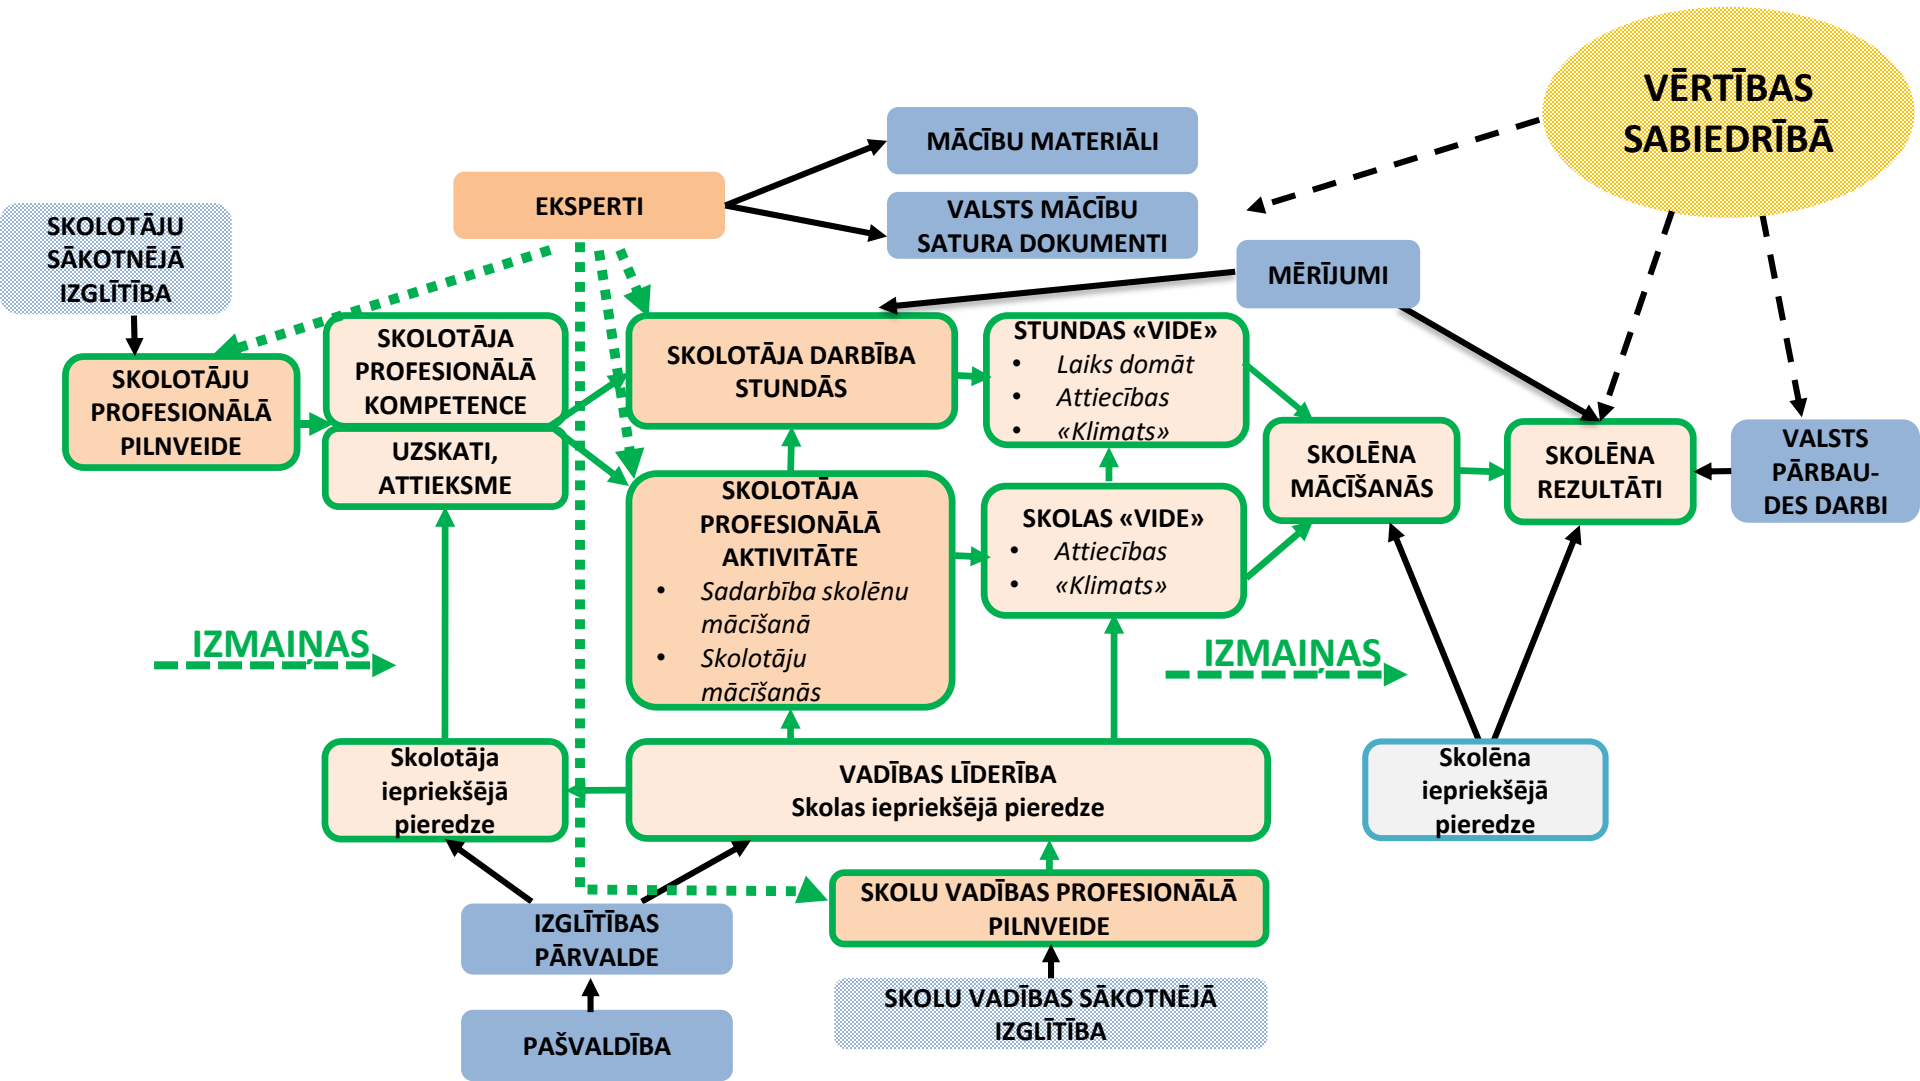 VĒRTĪBAS
SABIEDRĪBĀ
MĀCĪBU MATERIĀLI
EKSPERTI
VALSTS MĀCĪBU
SATURA DOKUMENTI
SKOLOTĀJU
SĀKOTNĒJĀ
IZGLĪTĪBA
MĒRĪJUMI
SKOLOTĀJU
PROFESIONĀLĀ
PILNVEIDE
SKOLOTĀJA
PROFESIONĀLĀ
KOMPETENCE
UZSKATI,
ATTIEKSME
SKOLOTĀJA DARBĪBA
STUNDĀS
STUNDAS «VIDE»
• Laiks domāt
• Attiecības
• «Klimats»
SKOLĒNA
MĀCĪŠANĀS
SKOLĒNA
REZULTĀTI
VALSTS
PĀRBAU-
DES DARBI
SKOLOTĀJA
PROFESIONĀLĀ
AKTIVITĀTE
• Sadarbība skolēnu
mācīšanā
• Skolotāju
mācīšanās
SKOLAS «VIDE»
• Attiecības
• «Klimats»
IZMAIŅAS
IZMAIŅAS
Skolotāja
iepriekšējā
pieredze
VADĪBAS LĪDERĪBA
Skolas iepriekšējā pieredze
Skolēna
iepriekšējā
pieredze
SKOLU VADĪBAS PROFESIONĀLĀ
PILNVEIDE
IZGLĪTĪBAS
PĀRVALDE
SKOLU VADĪBAS SĀKOTNĒJĀ
IZGLĪTĪBA
PAŠVALDĪBA